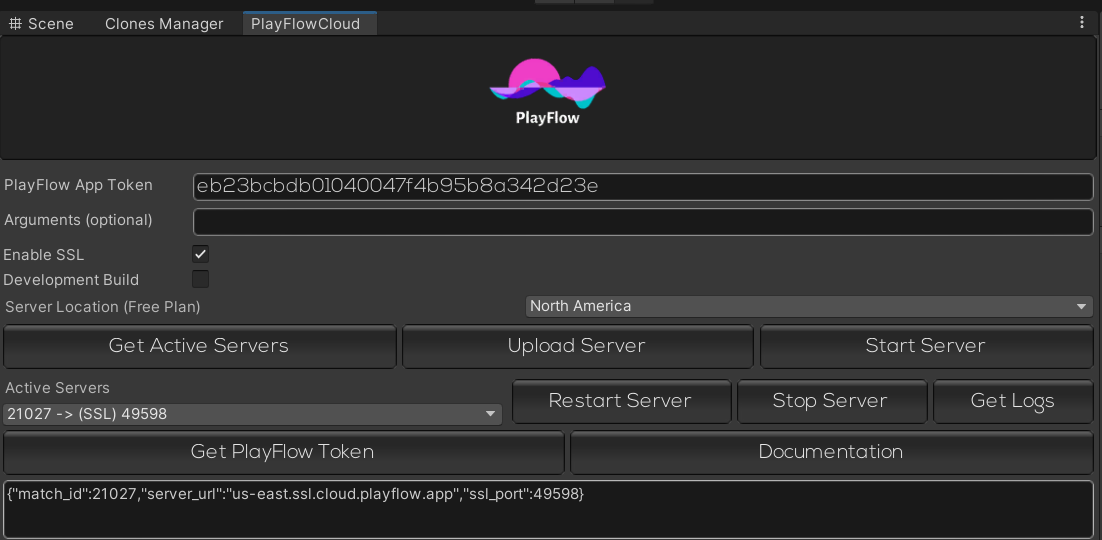 Scene Clones Manager PlayFlowCloud
PlayFlow
PlayFlow App Token eb23bcbdb01040047f4b95b8a342d23e
Arguments (optional)
Enable SSL
Development Build
Server Location (Free Plan) North America
Get Active Servers Upload Server Start Server
Active Servers
21027 -> (SSL) 49598 Restart Server Stop Server Get Logs
Get PlayFlow Token Documentation
{"match_id":21027,"server_url":"us-east.ssl.cloud.playflow.app","ssl_port":49598}